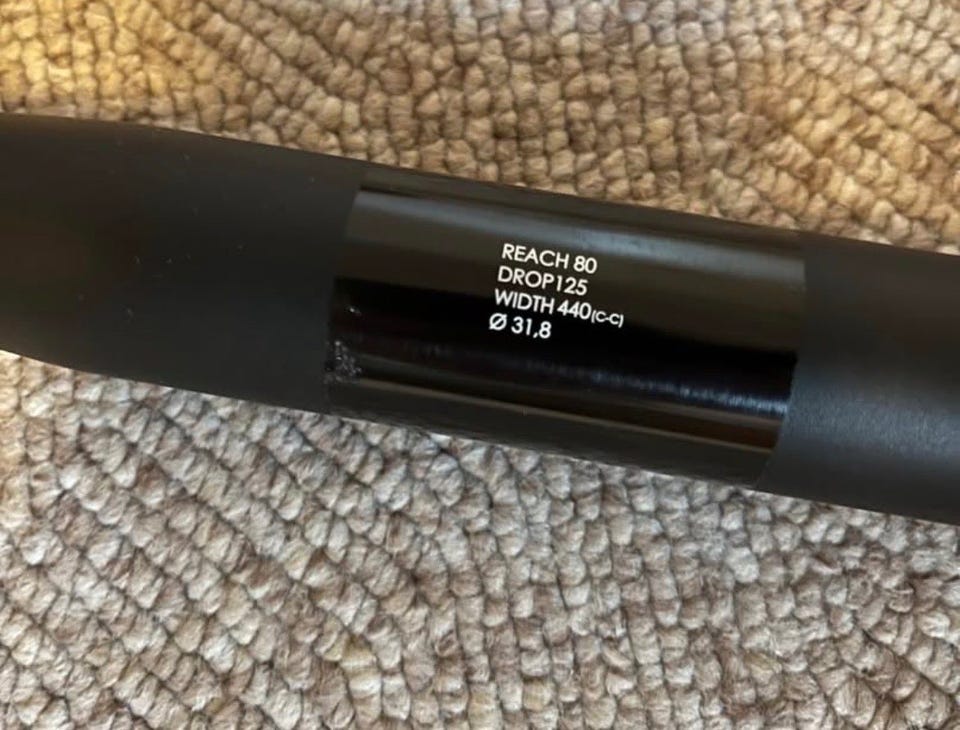 REACH 80
DROP125
WIDTH 440(C-C)
Ø 31,8